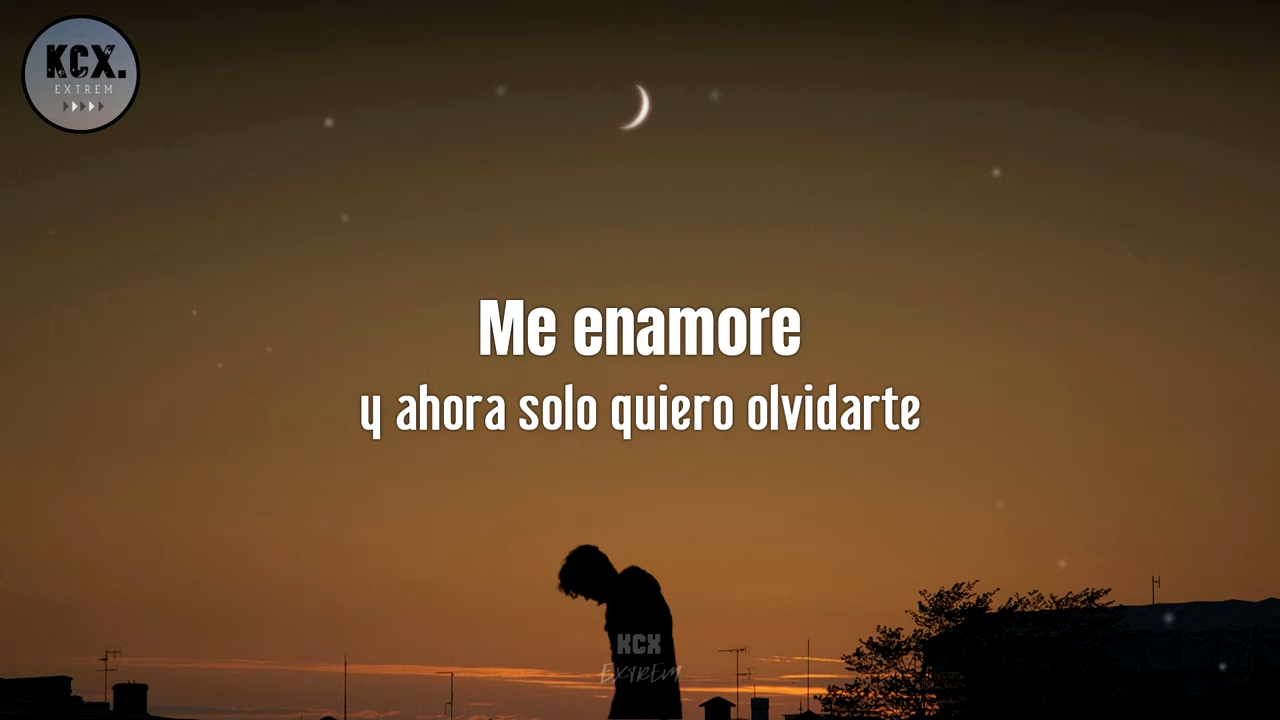 KCX.
EXTREM
Me enamore
y ahora solo quiero olvidarte
KCX
ExtrEm